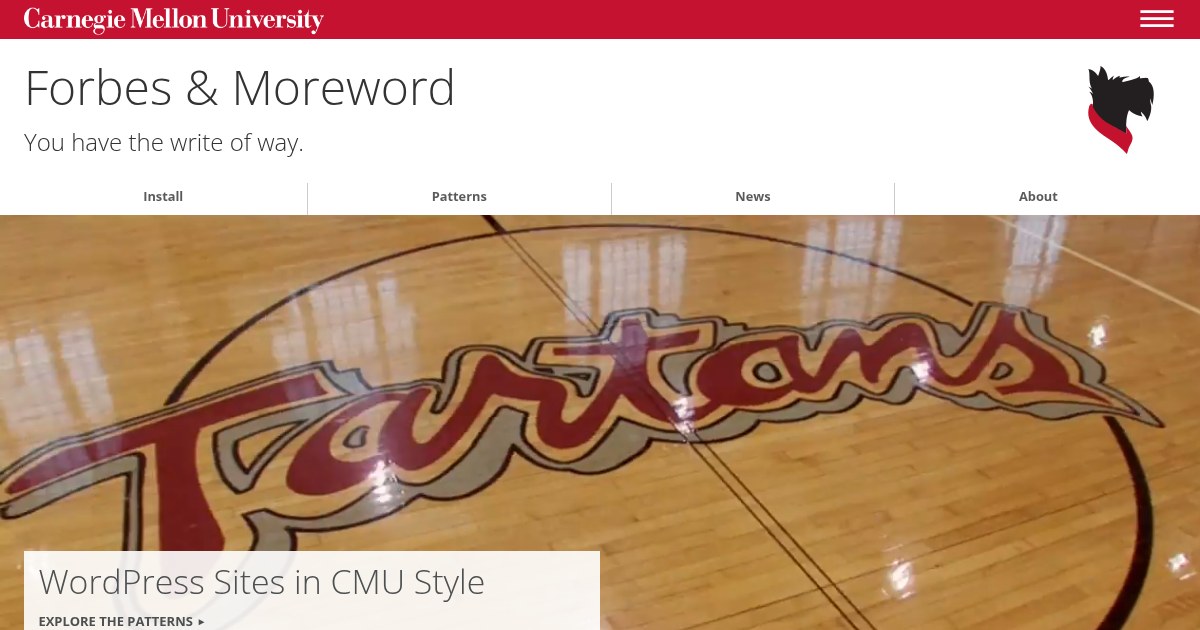 Carnegie Mellon University
Forbes & Moreword
You have the write of way.
Install
Patterns
News
About
Tartans
WordPress Sites in CMU Style
EXPLORE THE PATTERNS ▸